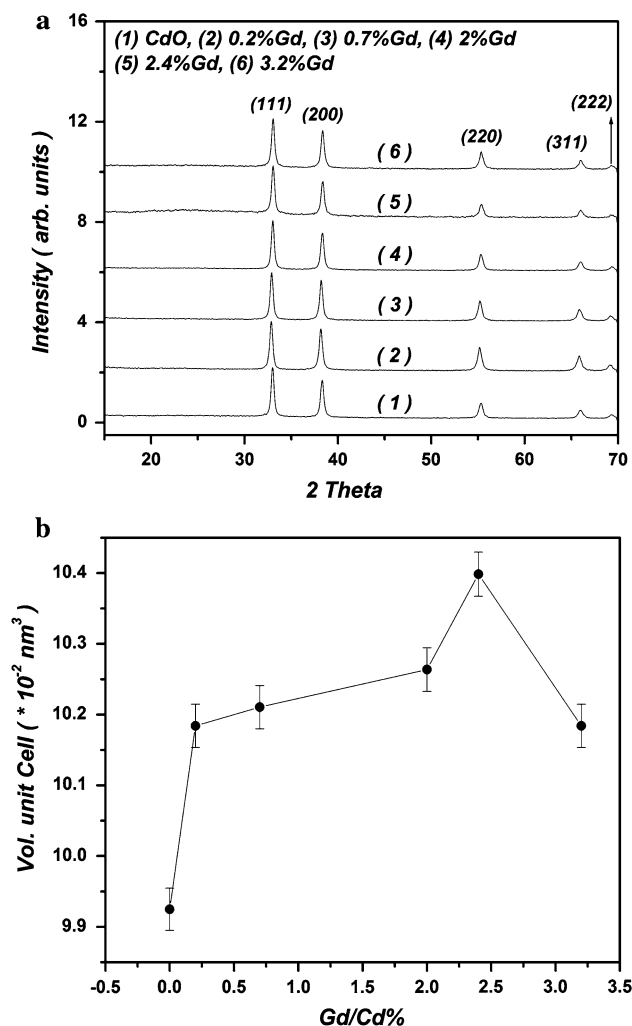 a
(1) CdO, (2) 0.2%Gd, (3) 0.7%Gd, (4) 2%Gd
(5) 2.4%Gd, (6) 3.2%Gd
(111)
(200)
(220)
(311)
(222)
( 6 )
( 5 )
( 4 )
( 3 )
( 2 )
( 1 )
16
12
8
4
0
Intensity ( arb. units)
20 30 40 50 60 70
2 Theta
b
10.4
10.3
10.2
10.1
10.0
9.9
Vol. unit Cell ( * 10⁻² nm³ )
-0.5 0.0 0.5 1.0 1.5 2.0 2.5 3.0 3.5
Gd/Cd%